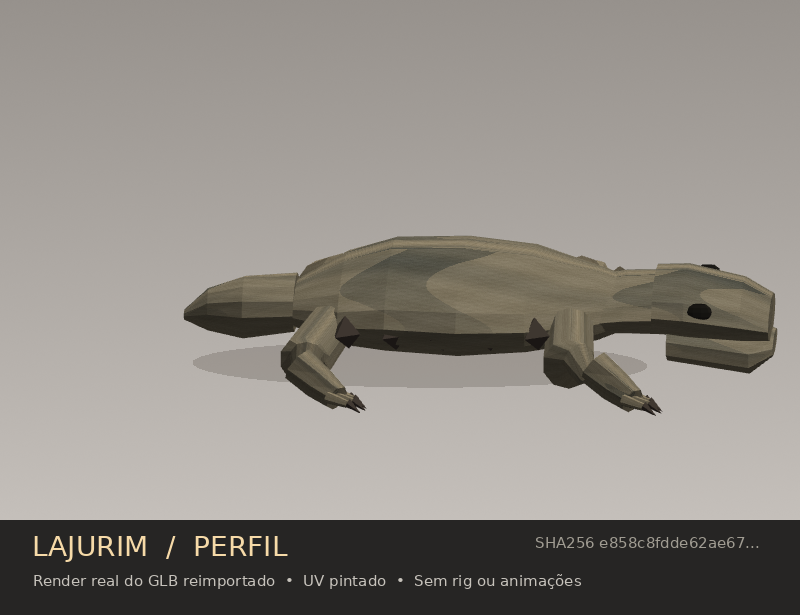 LAJURIM / PERFIL
SHA256 e858c8fdde62ae67...
Render real do GLB reimportado • UV pintado • Sem rig ou animações